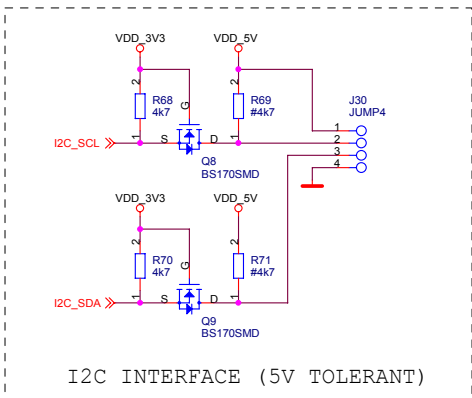 VDD_3V3
VDD_5V
2
R68
4k7
1
G
2
R69
#4k7
1
J30
JUMP4
1
2
3
4
I2C_SCL
S
D
Q8
BS170SMD
VDD_3V3
VDD_5V
2
R70
4k7
1
G
2
R71
#4k7
1
I2C_SDA
S
D
Q9
BS170SMD
I2C INTERFACE (5V TOLERANT)